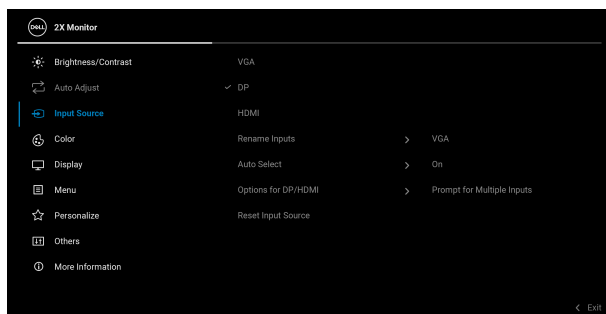 DELL 2X Monitor
Brightness/Contrast VGA
Auto Adjust DP
Input Source HDMI
Color Rename Inputs VGA
Display Auto Select On
Menu Options for DP/HDMI Prompt for Multiple Inputs
Personalize Reset Input Source
Others
More Information
Exit